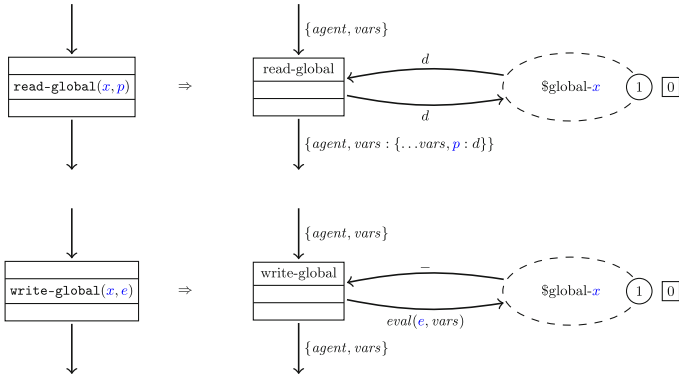 {agent, vars}
read-global
d
read-global(x, p)
⇒
$global-x
1
0
d
{agent, vars : {...vars, p : d}}
{agent, vars}
write-global
–
write-global(x, e)
⇒
$global-x
1
0
eval(e, vars)
{agent, vars}